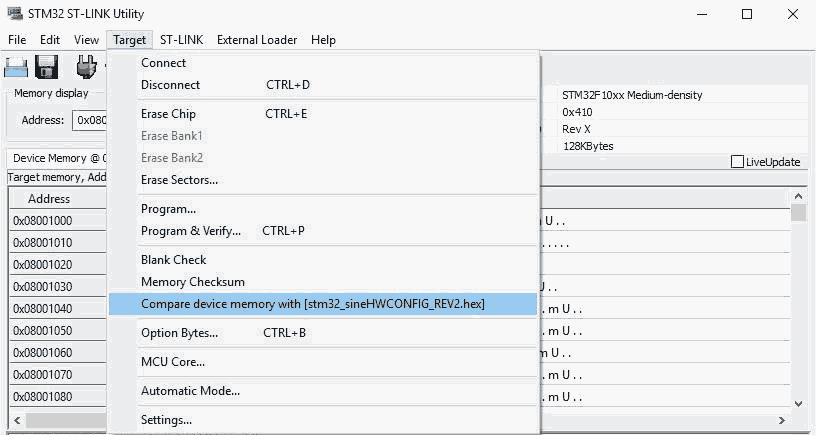 STM32 ST-LINK Utility
File Edit View Target ST-LINK External Loader Help
Memory display
Address: 0x080
STM32F10xx Medium-density
0x410
Rev X
128KBytes
LiveUpdate
Device Memory @ 0
Target memory, Add
Address
0x08001000
0x08001010
0x08001020
0x08001030
0x08001040
0x08001050
0x08001060
0x08001070
0x08001080
Connect
Disconnect CTRL+D
Erase Chip CTRL+E
Erase Bank1
Erase Bank2
Erase Sectors...
Program...
Program & Verify... CTRL+P
Blank Check
Memory Checksum
Compare device memory with [stm32_sineHWCONFIG_REV2.hex]
Option Bytes... CTRL+B
MCU Core...
Automatic Mode...
Settings...
m U . .
. . . . .
U . .
. m U . .
. m U . .
m U . .
. m U . .
. m U . .